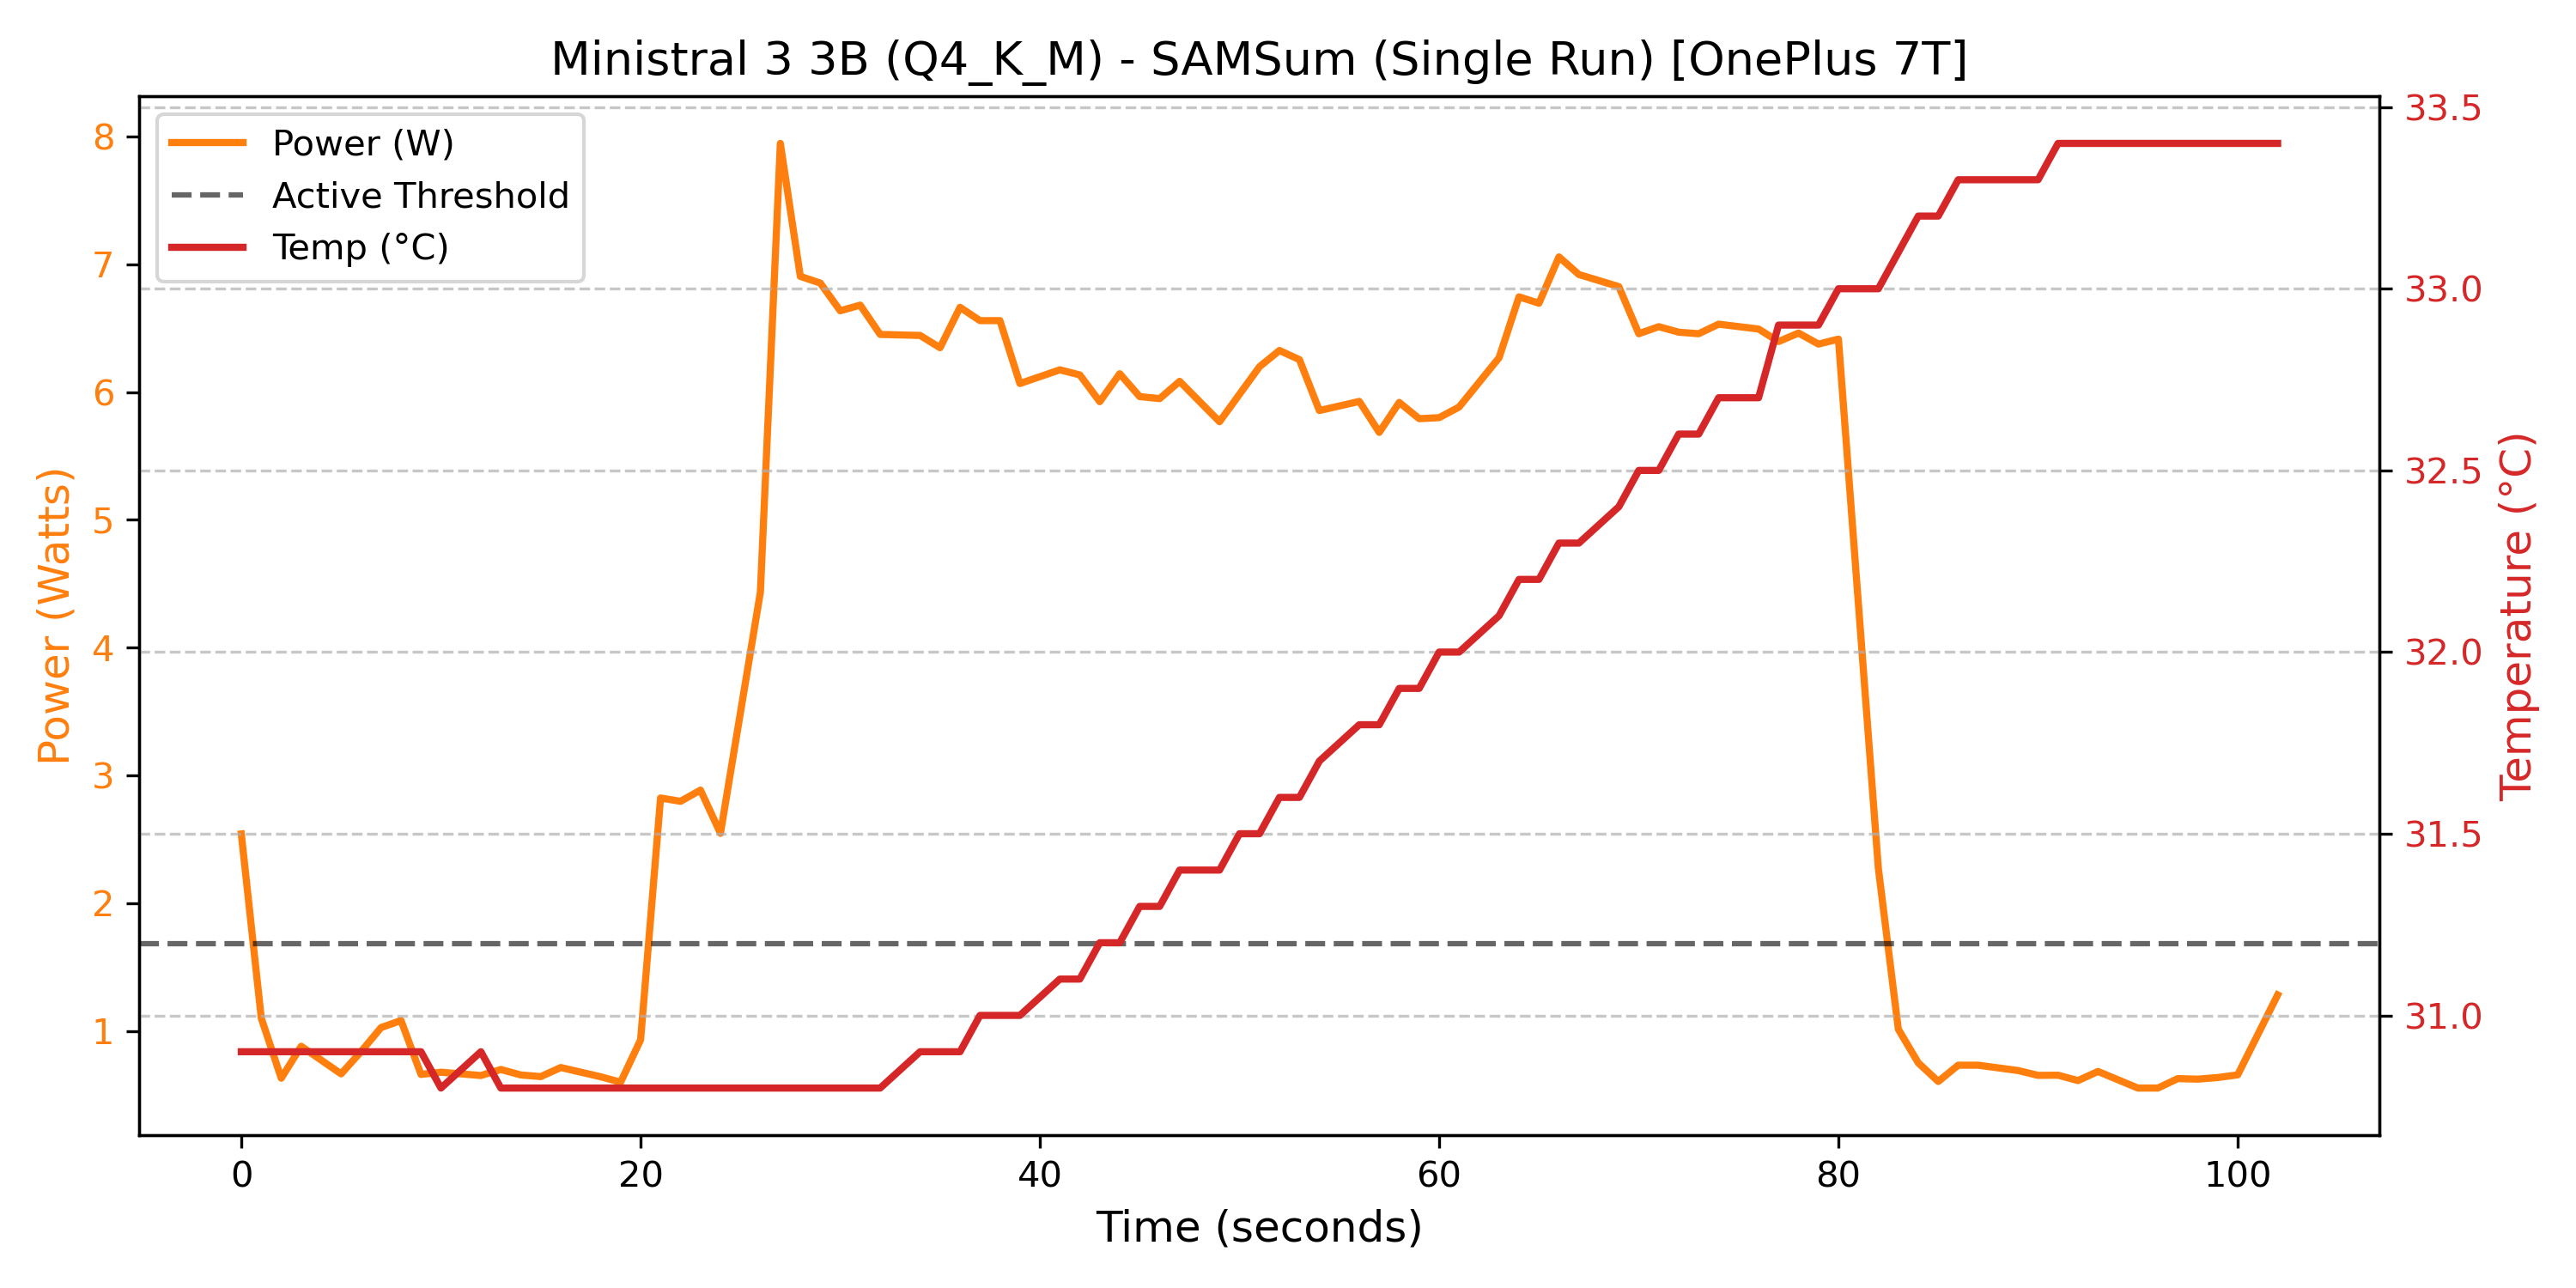 Ministral 3 3B (Q4_K_M) - SAMSum (Single Run) [OnePlus 7T]
Power (W)
Active Threshold
Temp (°C)
8
7
6
5
4
3
2
1
Power (Watts)
33.5
33.0
32.5
32.0
31.5
31.0
Temperature (°C)
0 20 40 60 80 100
Time (seconds)